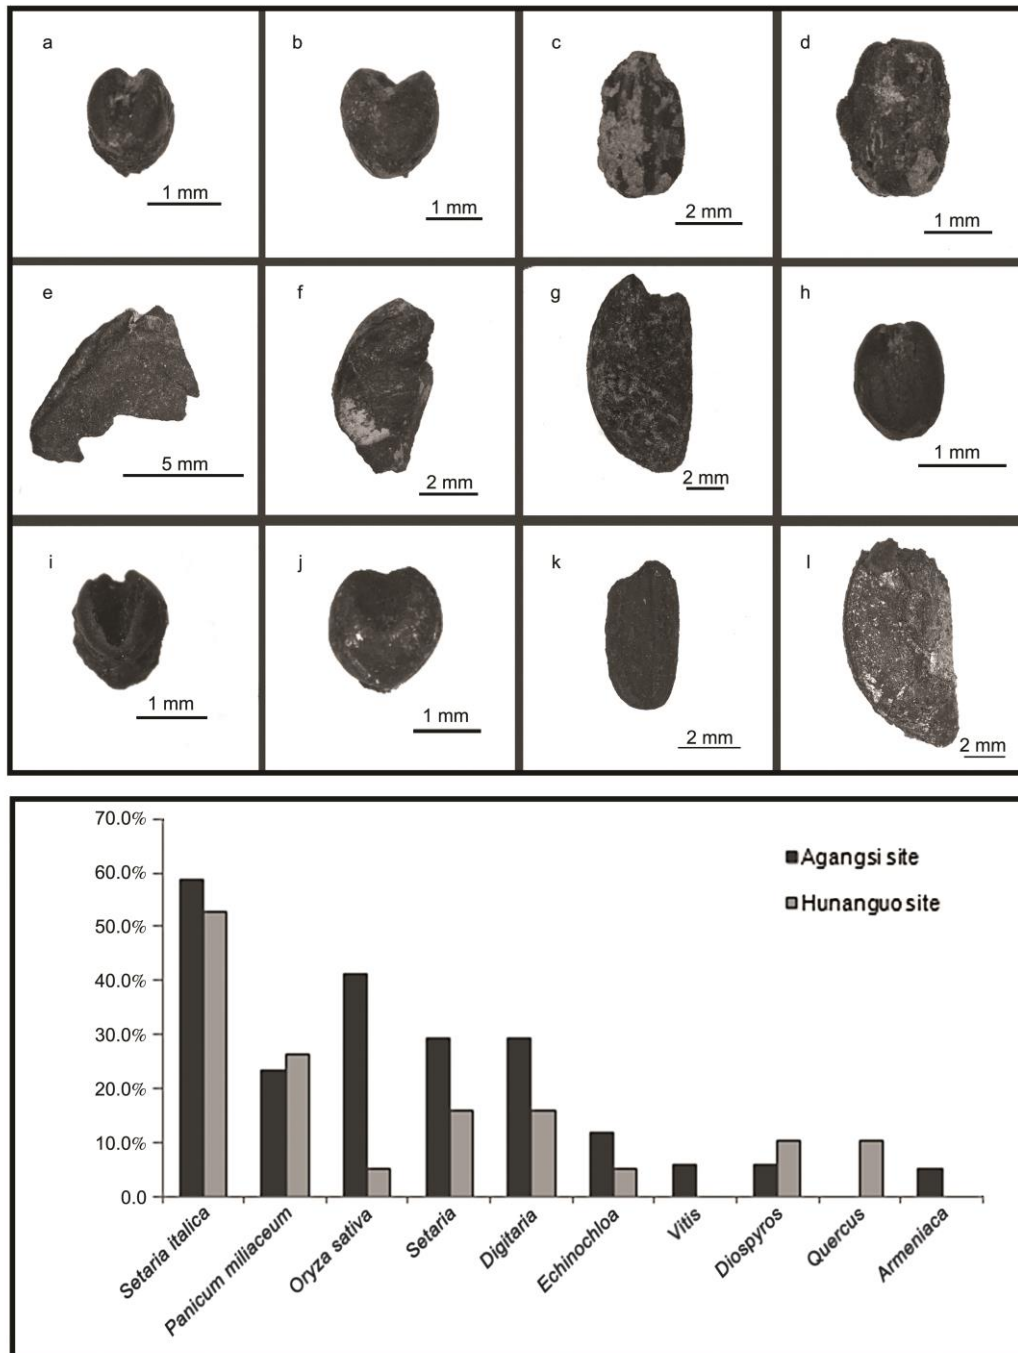 a
b
c
d
1 mm
1 mm
2 mm
1 mm
e
f
g
h
5 mm
2 mm
2 mm
1 mm
i
j
k
l
1 mm
1 mm
2 mm
2 mm
70.0%
60.0%
50.0%
40.0%
30.0%
20.0%
10.0%
0.0
Agangsi site
Hunanguo site
Setaria italica
Panicum miliaceum
Oryza sativa
Setaria
Digitaria
Echinochloa
Vitis
Diospyros
Quercus
Armeniaca